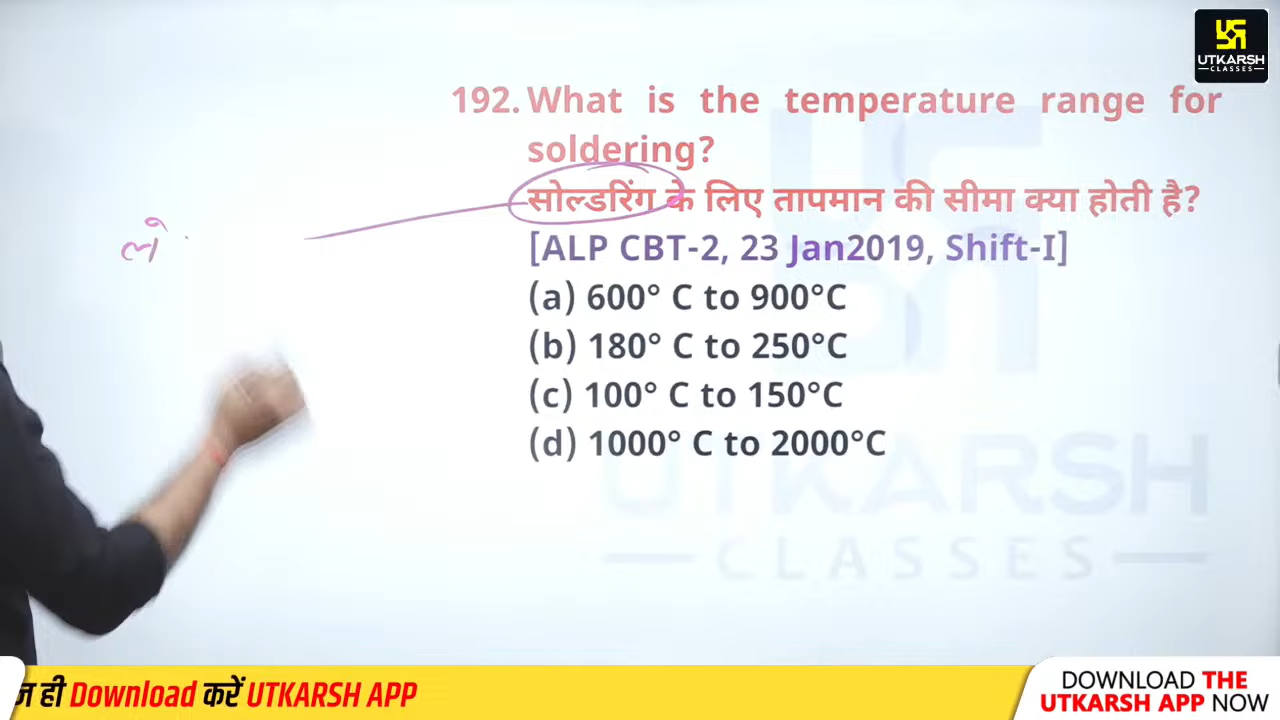 UTKARSH
CLASSES
192. What is the temperature range for
soldering?
सोल्डरिंग के लिए तापमान की सीमा क्या होती है?
[ALP CBT-2, 23 Jan2019, Shift-I]
(a) 600° C to 900°C
(b) 180° C to 250°C
(c) 100° C to 150°C
(d) 1000° C to 2000°C
UTKARSH
CLASSES
ही Download करें UTKARSH APP
DOWNLOAD THE
UTKARSH APP NOW